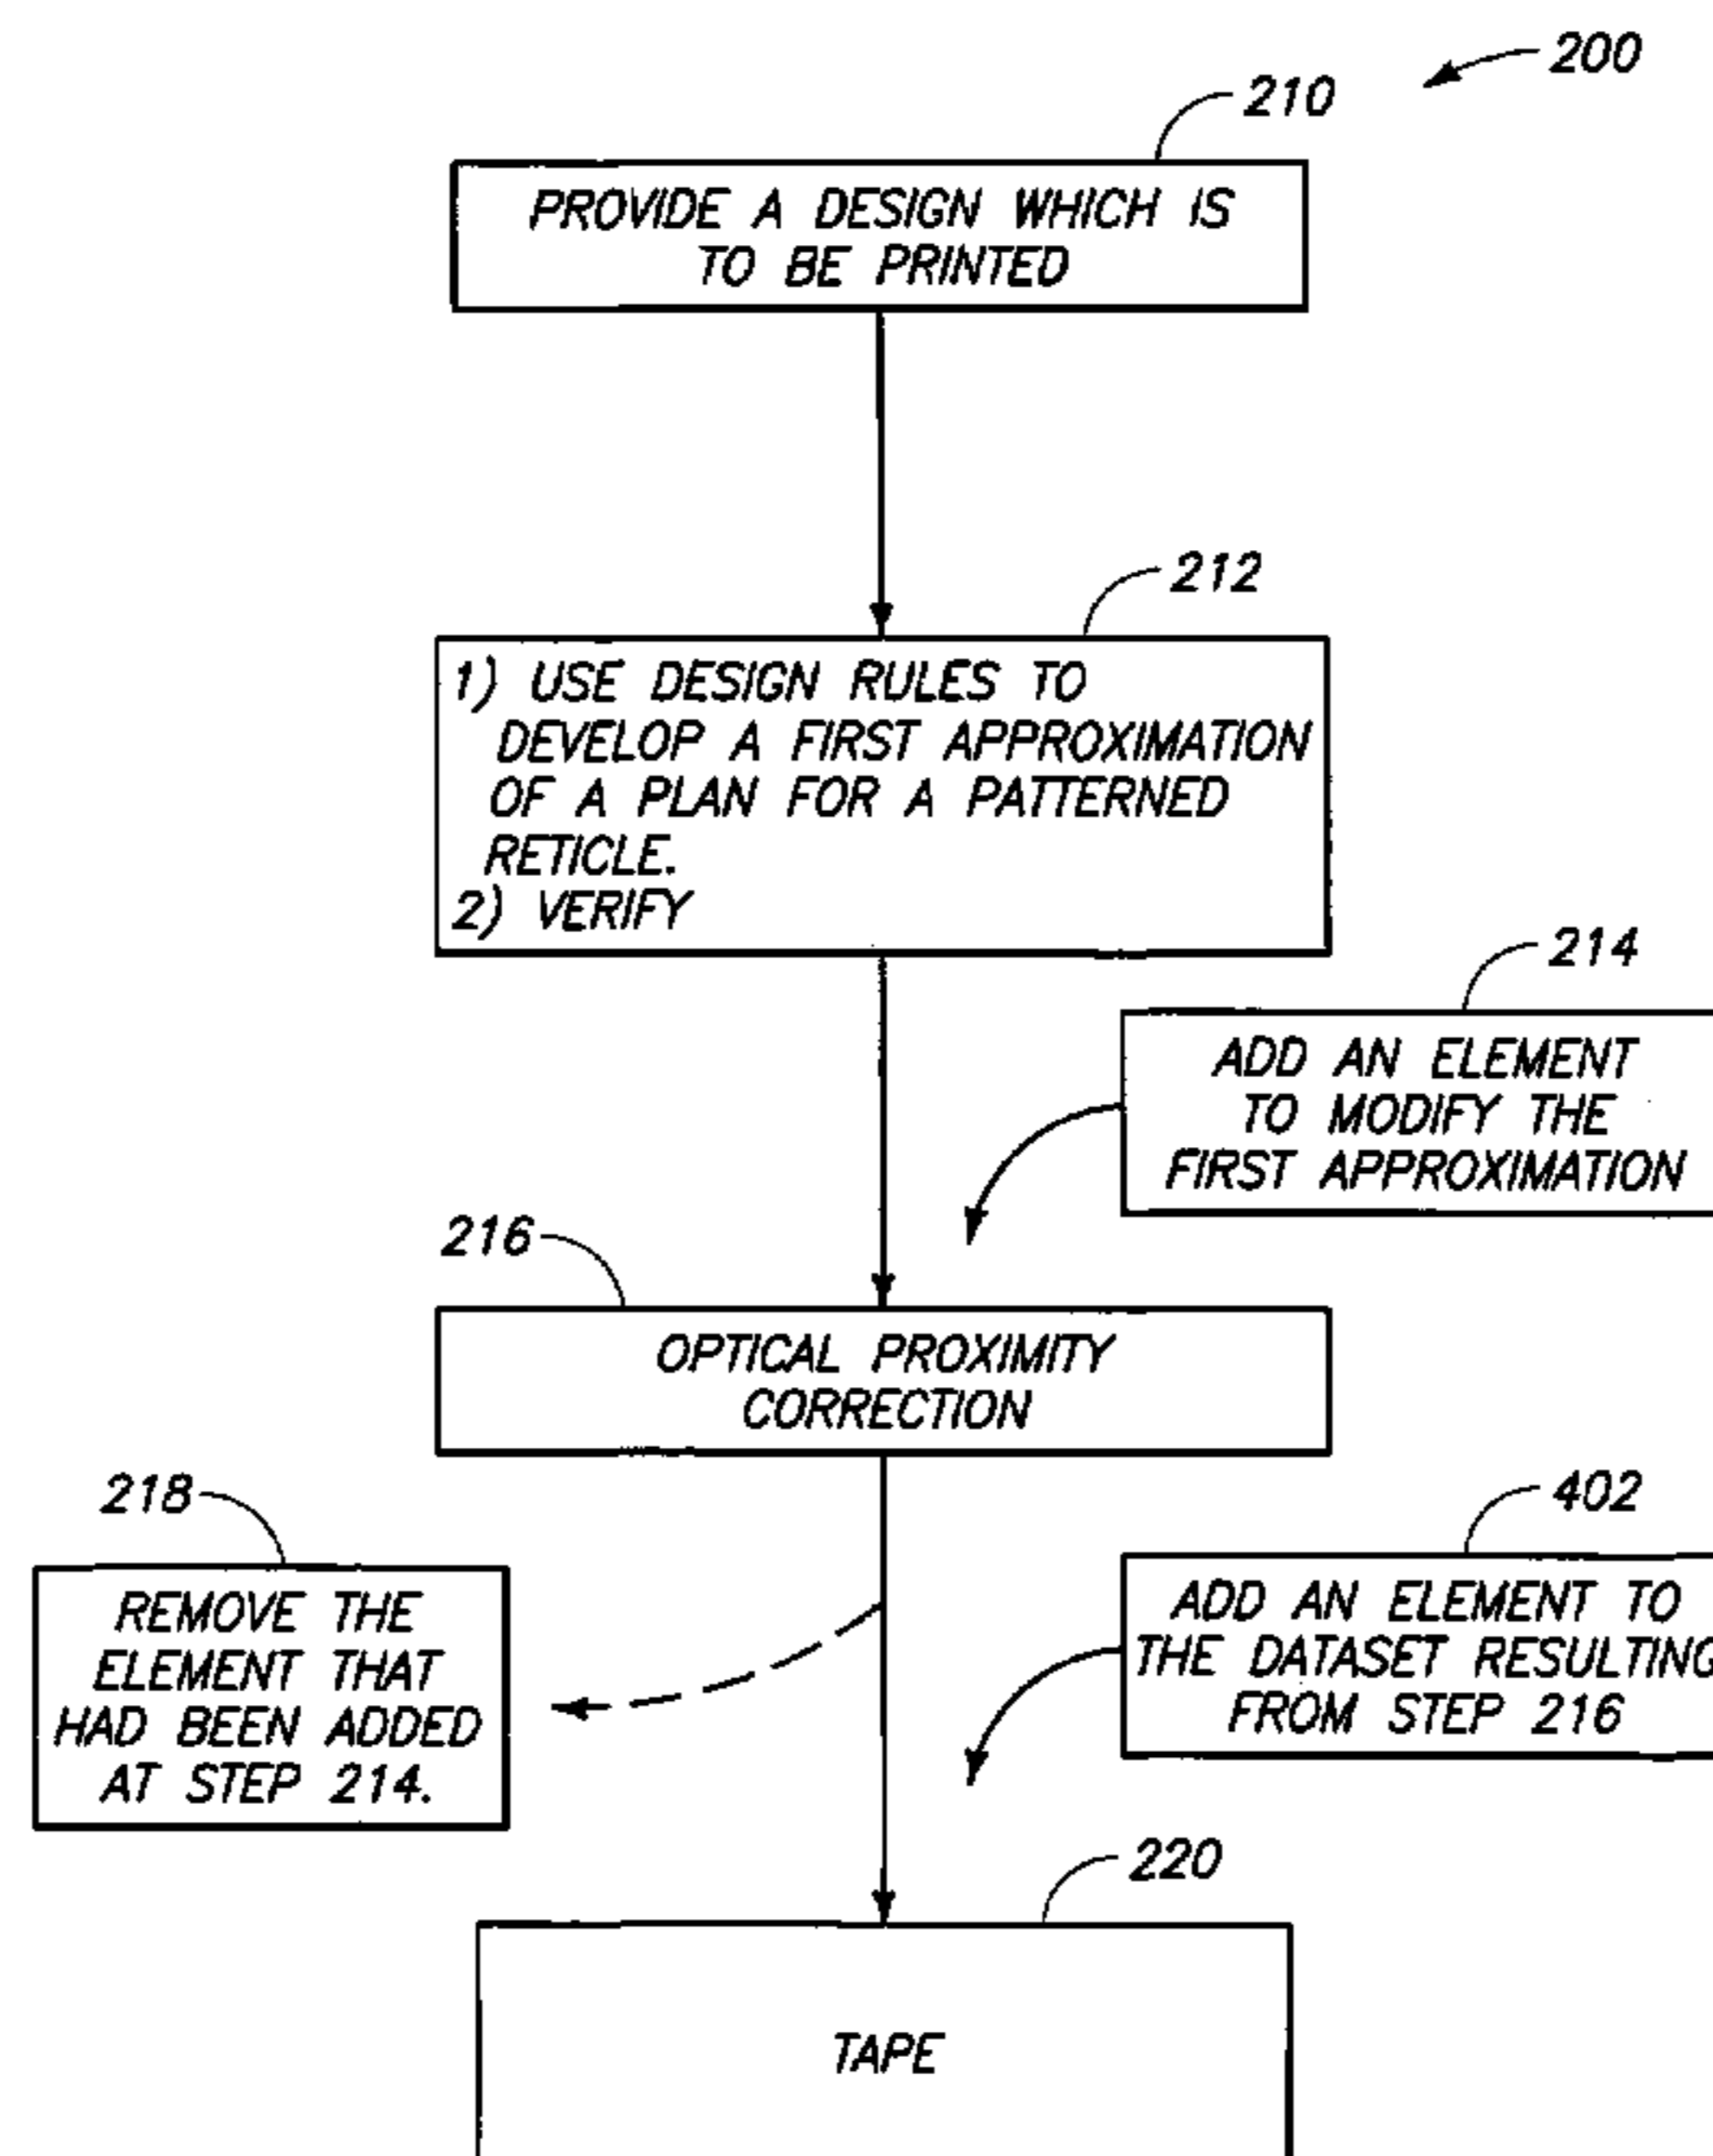 200
210
PROVIDE A DESIGN WHICH IS
TO BE PRINTED
212
1) USE DESIGN RULES TO
DEVELOP A FIRST APPROXIMATION
OF A PLAN FOR A PATTERNED
RETICLE.
2) VERIFY
214
ADD AN ELEMENT
TO MODIFY THE
FIRST APPROXIMATION
216
OPTICAL PROXIMITY
CORRECTION
218
REMOVE THE
ELEMENT THAT
HAD BEEN ADDED
AT STEP 214.
402
ADD AN ELEMENT TO
THE DATASET RESULTING
FROM STEP 216
220
TAPE